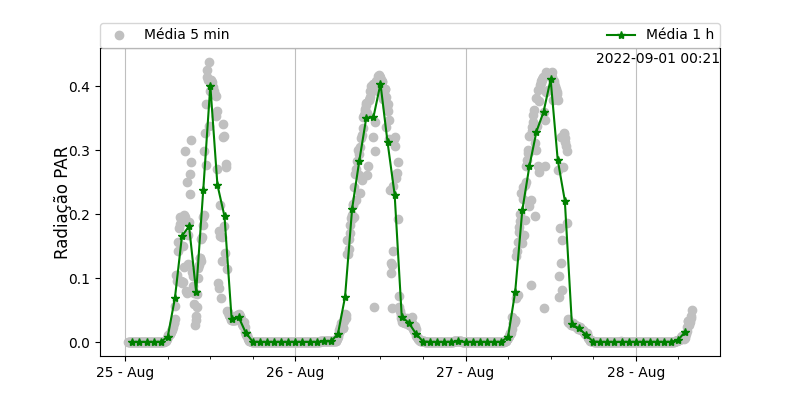 Média 5 min
Média 1 h
2022-09-01 00:21
Radiação PAR
0.4
0.3
0.2
0.1
0.0
25 - Aug
26 - Aug
27 - Aug
28 - Aug